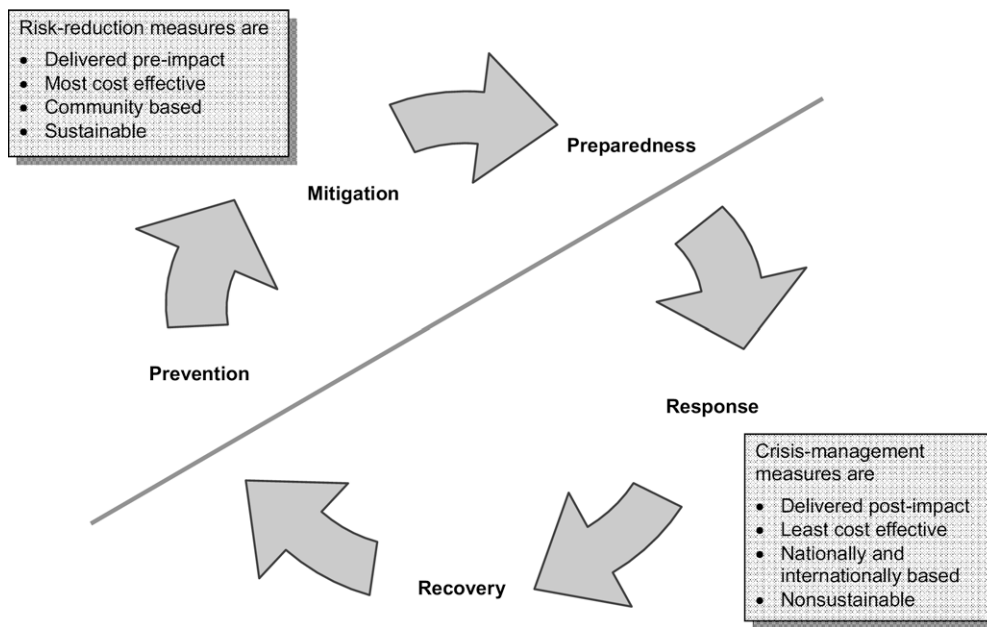 Risk-reduction measures are
• Delivered pre-impact
• Most cost effective
• Community based
• Sustainable
Preparedness
Mitigation
Prevention
Response
Recovery
Crisis-management
measures are
• Delivered post-impact
• Least cost effective
• Nationally and
internationally based
• Nonsustainable